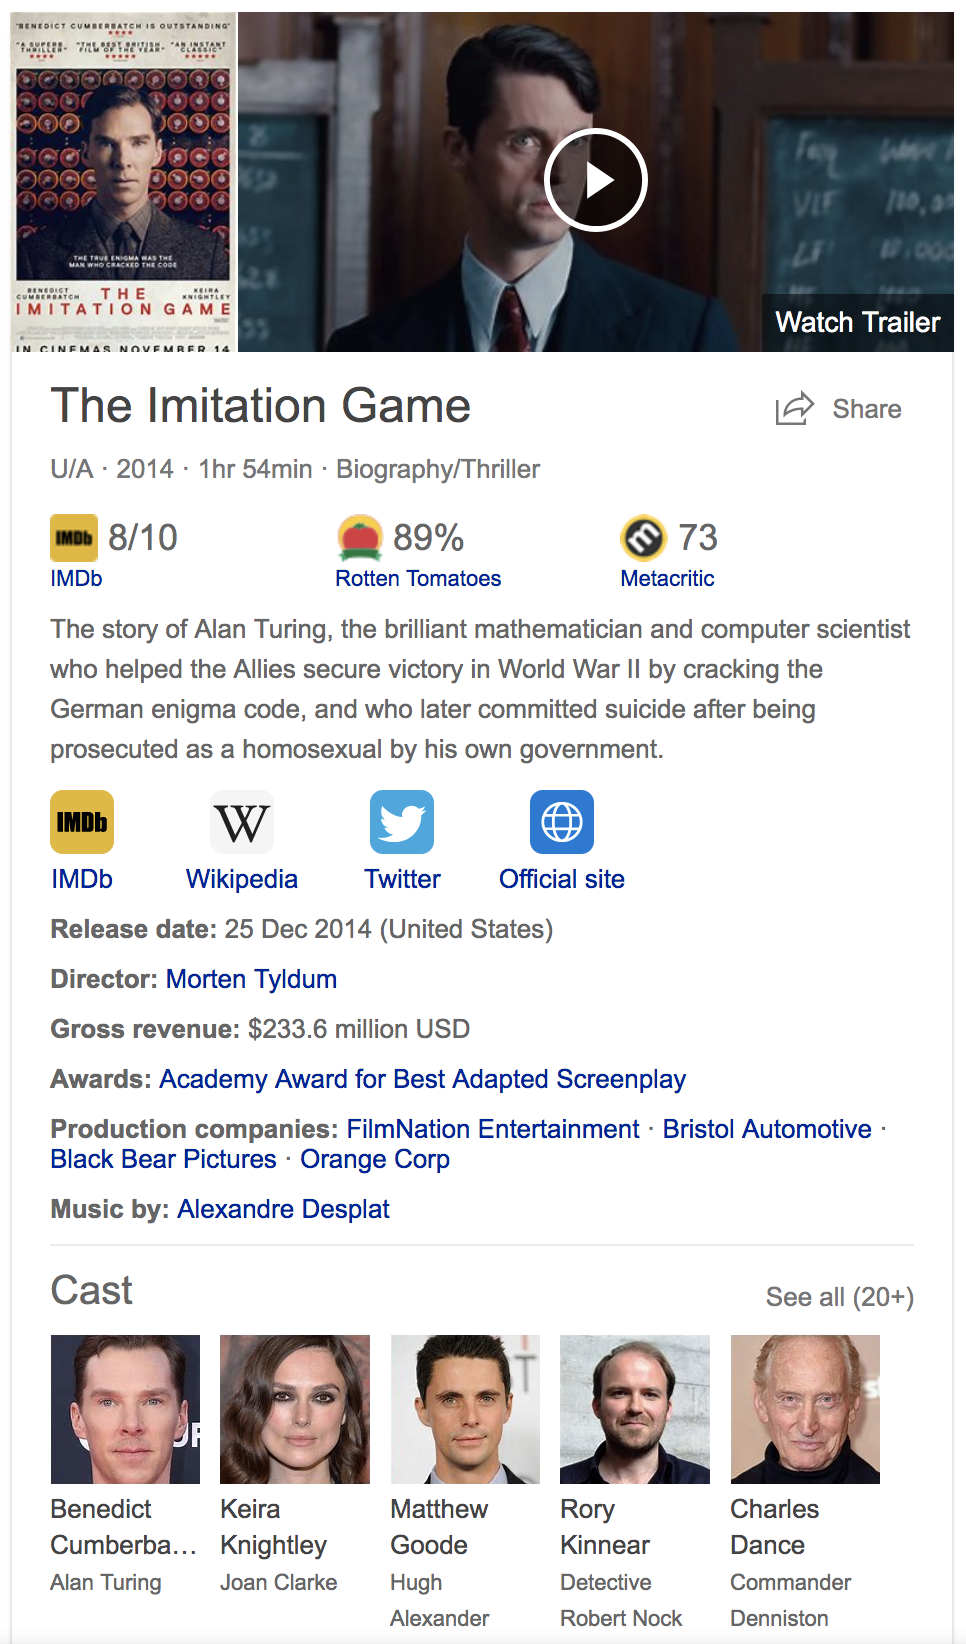 "BENEDICT CUMBERBATCH IS OUTSTANDING"
"A SUPERB THRILLER" "THE BEST BRITISH FILM OF THE YEAR" "AN INSTANT CLASSIC"
THE TRUE ENIGMA WAS THE
MAN WHO CRACKED THE CODE
BENEDICT CUMBERBATCH
KEIRA KNIGHTLEY
THE
IMITATION GAME
IN CINEMAS NOVEMBER 14
Watch Trailer
The Imitation Game
Share
U/A · 2014 · 1hr 54min · Biography/Thriller
IMDb 8/10 89% m 73
IMDb Rotten Tomatoes Metacritic
The story of Alan Turing, the brilliant mathematician and computer scientist
who helped the Allies secure victory in World War II by cracking the
German enigma code, and who later committed suicide after being
prosecuted as a homosexual by his own government.
IMDb W
IMDb Wikipedia Twitter Official site
Release date: 25 Dec 2014 (United States)
Director: Morten Tyldum
Gross revenue: $233.6 million USD
Awards: Academy Award for Best Adapted Screenplay
Production companies: FilmNation Entertainment · Bristol Automotive ·
Black Bear Pictures · Orange Corp
Music by: Alexandre Desplat
Cast See all (20+)
Benedict
Cumberba...
Alan Turing
Keira
Knightley
Joan Clarke
Matthew
Goode
Hugh
Alexander
Rory
Kinnear
Detective
Robert Nock
Charles
Dance
Commander
Denniston